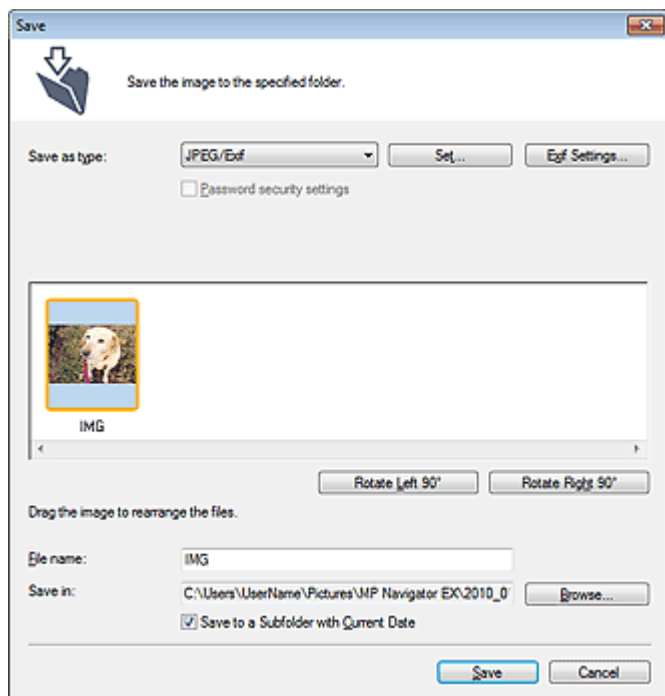 Save
Save the image to the specified folder.
Save as type: JPEG/Exif Set... Exif Settings...
Password security settings
IMG
Rotate Left 90° Rotate Right 90°
Drag the image to rearrange the files.
File name: IMG
Save in: C:\Users\UserName\Pictures\MP Navigator EX\2010_0 Browse...
Save to a Subfolder with Current Date
Save Cancel